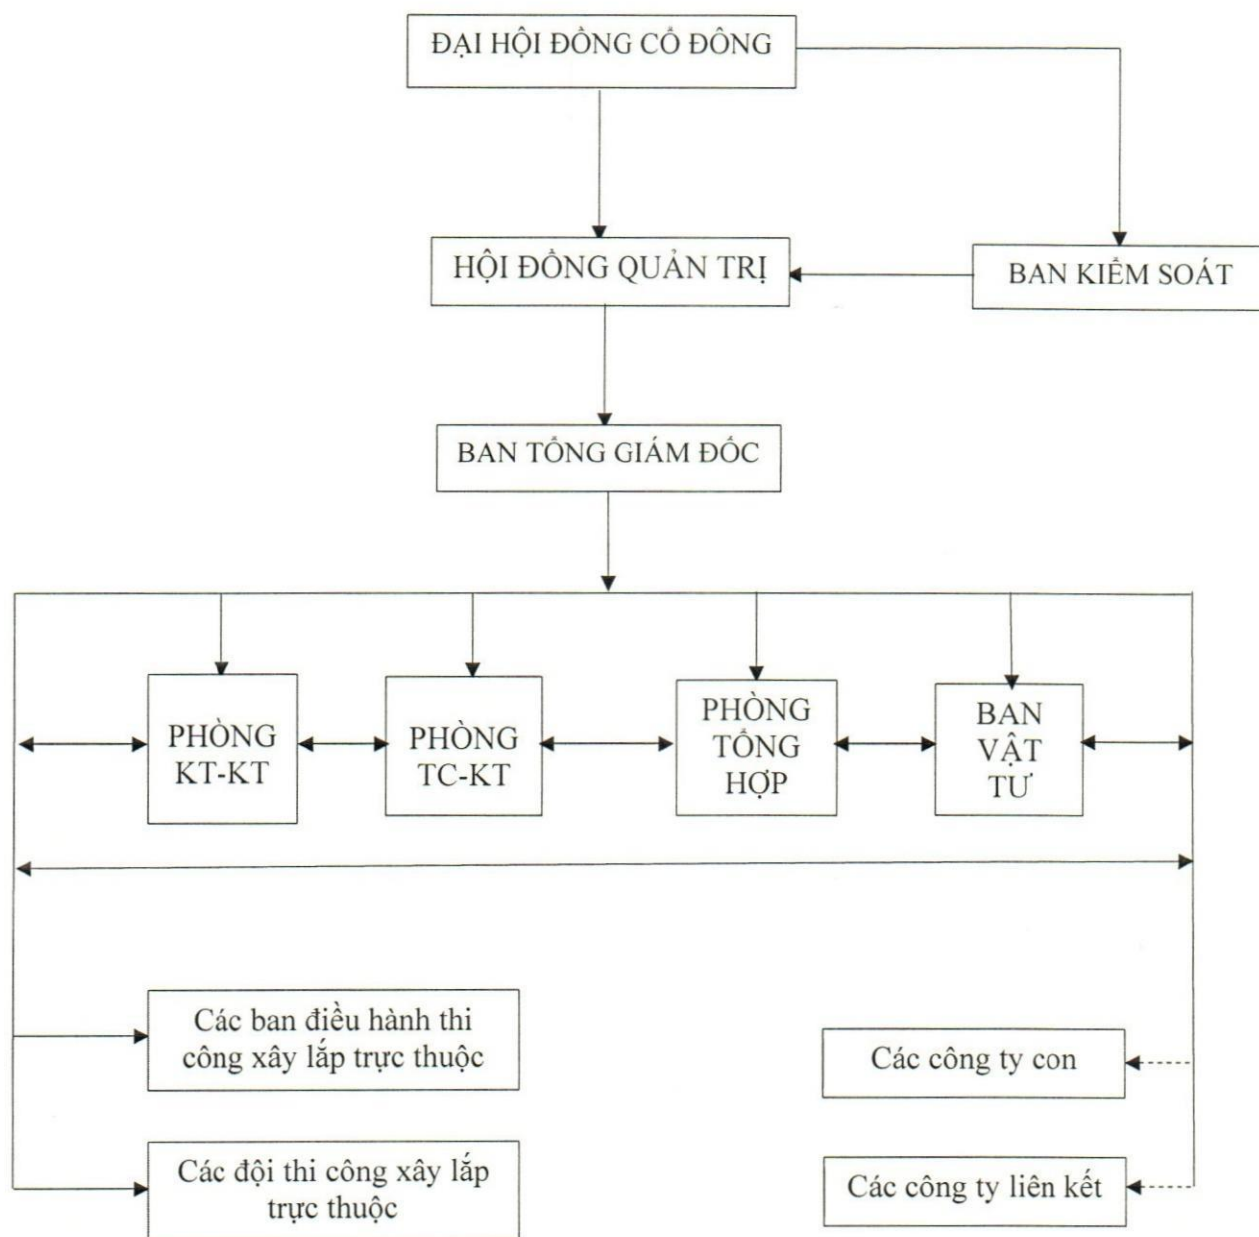 ĐẠI HỘI ĐỒNG CỔ ĐÔNG
HỘI ĐỒNG QUẢN TRỊ
BAN KIỂM SOÁT
BAN TỔNG GIÁM ĐỐC
PHÒNG
KT-KT
PHÒNG
TC-KT
PHÒNG
TỔNG
HỢP
BAN
VẬT
TƯ
Các ban điều hành thi
công xây lắp trực thuộc
Các công ty con
Các đội thi công xây lắp
trực thuộc
Các công ty liên kết